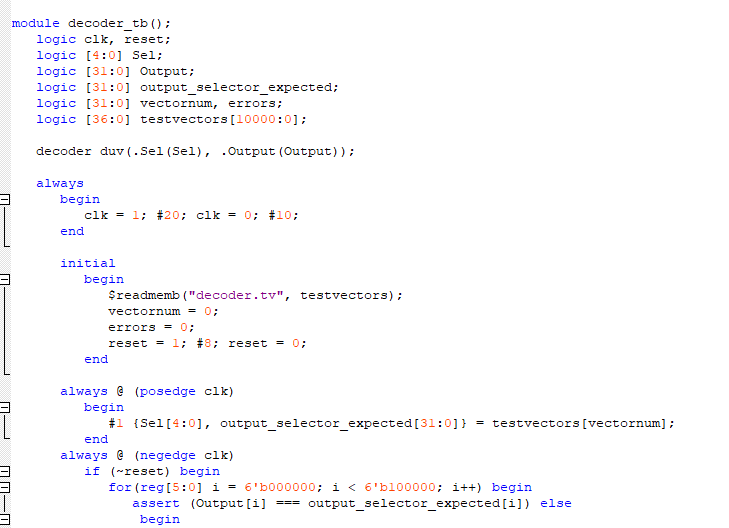 module decoder_tb();
logic clk, reset;
logic [4:0] Sel;
logic [31:0] Output;
logic [31:0] output_selector_expected;
logic [31:0] vectornum, errors;
logic [36:0] testvectors[10000:0];
decoder duv(.Sel(Sel), .Output(Output));
always
begin
clk = 1; #20; clk = 0; #10;
end
initial
begin
$readmemb("decoder.tv", testvectors);
vectornum = 0;
errors = 0;
reset = 1; #8; reset = 0;
end
always @ (posedge clk)
begin
#1 {Sel[4:0], output_selector_expected[31:0]} = testvectors[vectornum];
end
always @ (negedge clk)
if (~reset) begin
for(reg[5:0] i = 6'b000000; i < 6'b100000; i++) begin
assert (Output[i] === output_selector_expected[i]) else
begin